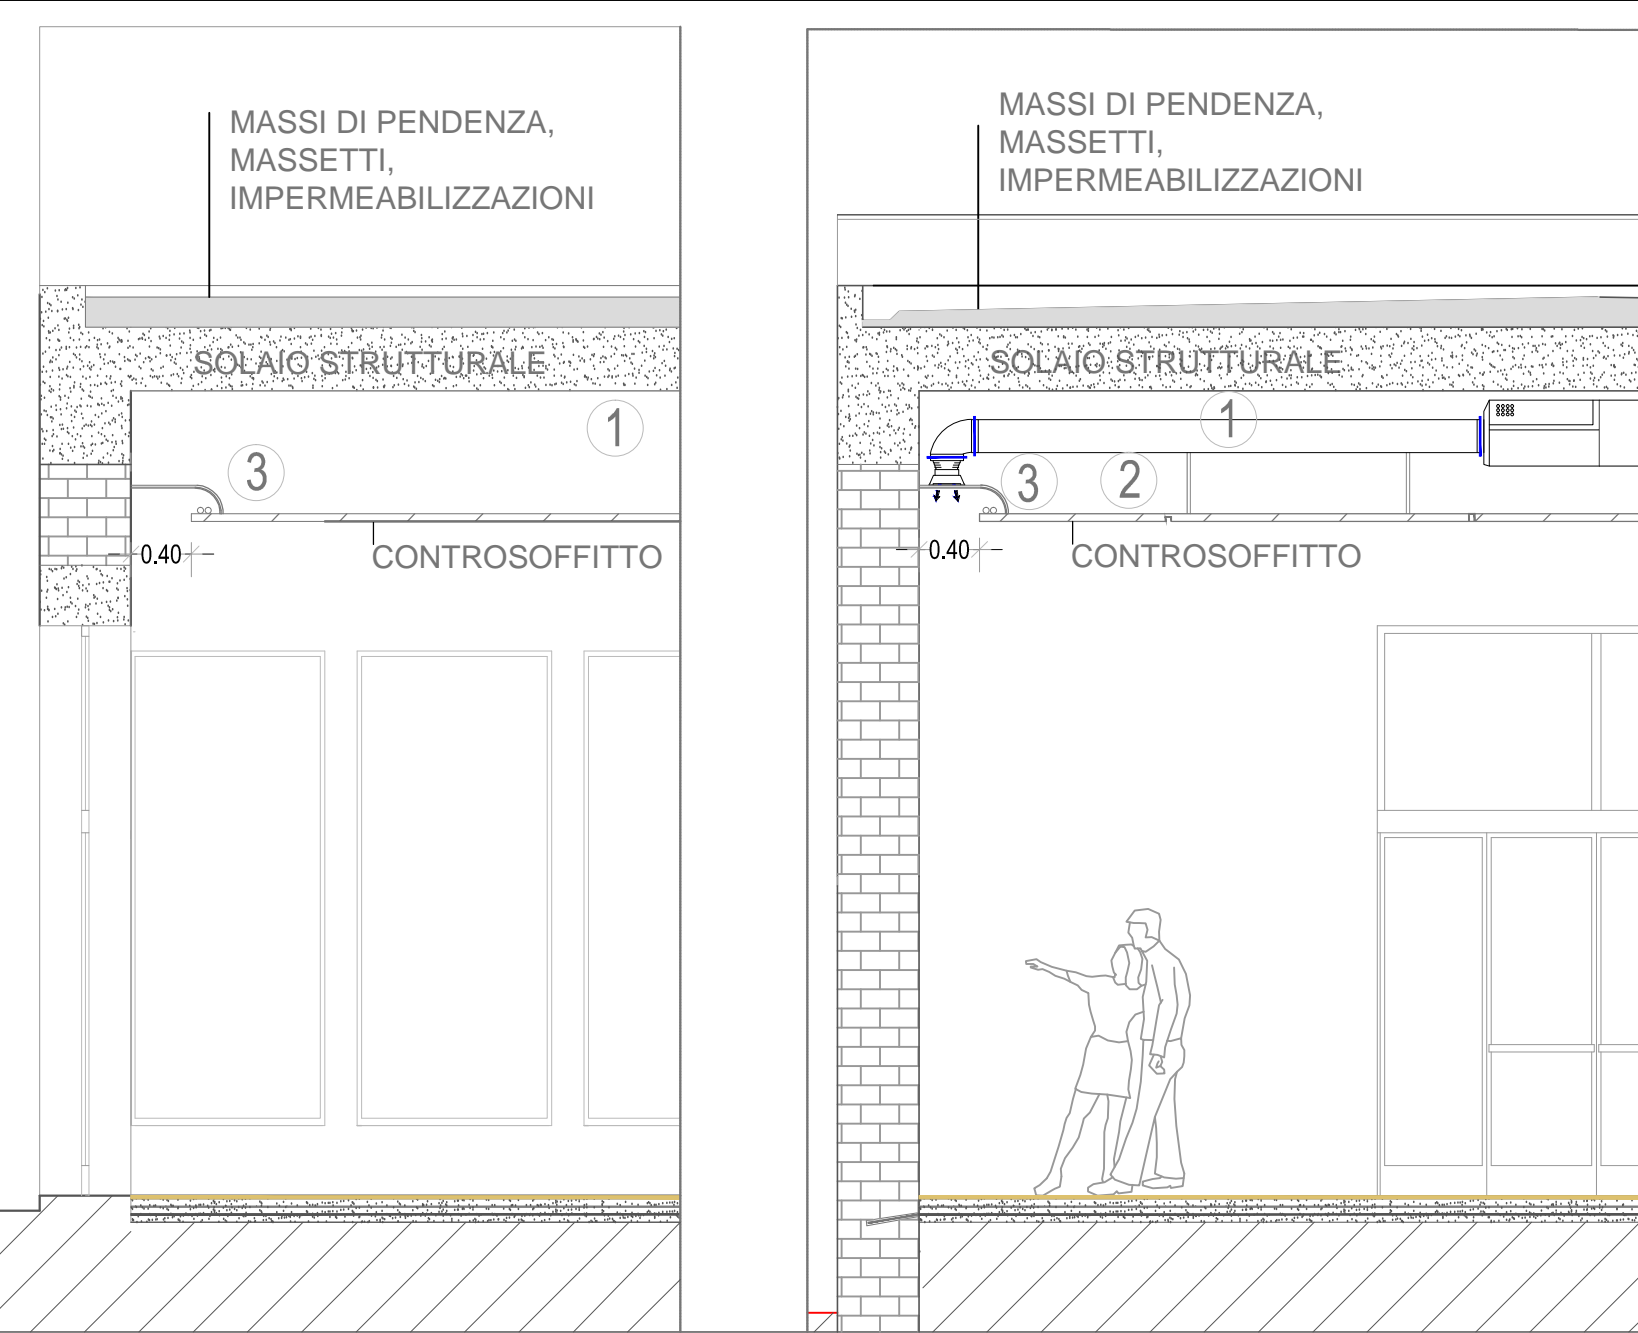 MASSI DI PENDENZA,
MASSETTI,
IMPERMEABILIZZAZIONI
SOLAIO STRUTTURALE
1
3
0.40
CONTROSOFFITTO
MASSI DI PENDENZA,
MASSETTI,
IMPERMEABILIZZAZIONI
SOLAIO STRUTTURALE
1
3
2
0.40
CONTROSOFFITTO